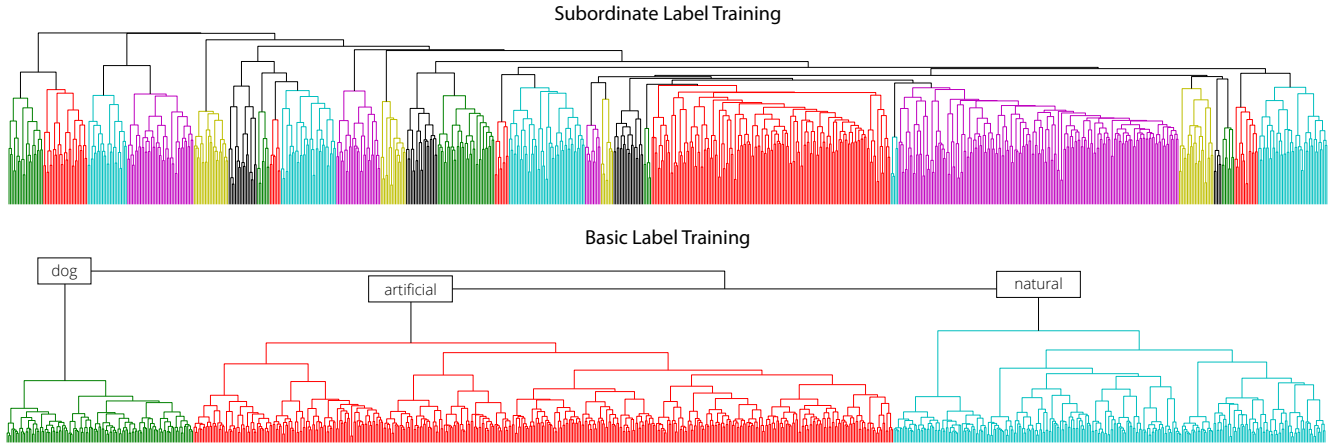 Subordinate Label Training
Basic Label Training
dog
artificial
natural